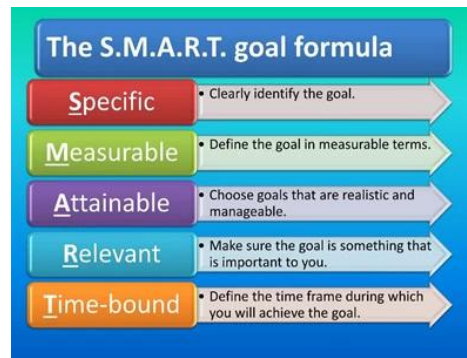 The S.M.A.R.T. goal formula
Specific
• Clearly identify the goal.
Measurable
• Define the goal in measurable terms.
Attainable
• Choose goals that are realistic and
manageable.
Relevant
• Make sure the goal is something that
is important to you.
Time-bound
• Define the time frame during which
you will achieve the goal.